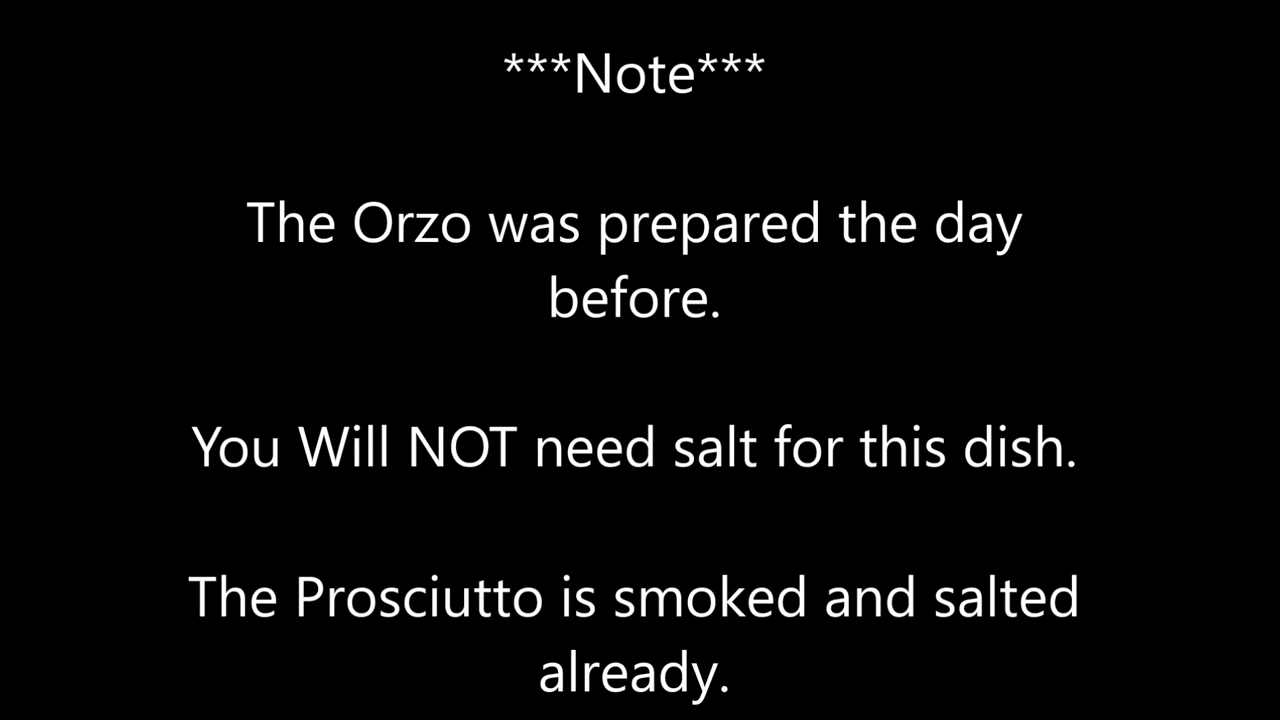 ***Note***
The Orzo was prepared the day
before.
You Will NOT need salt for this dish.
The Prosciutto is smoked and salted
already.